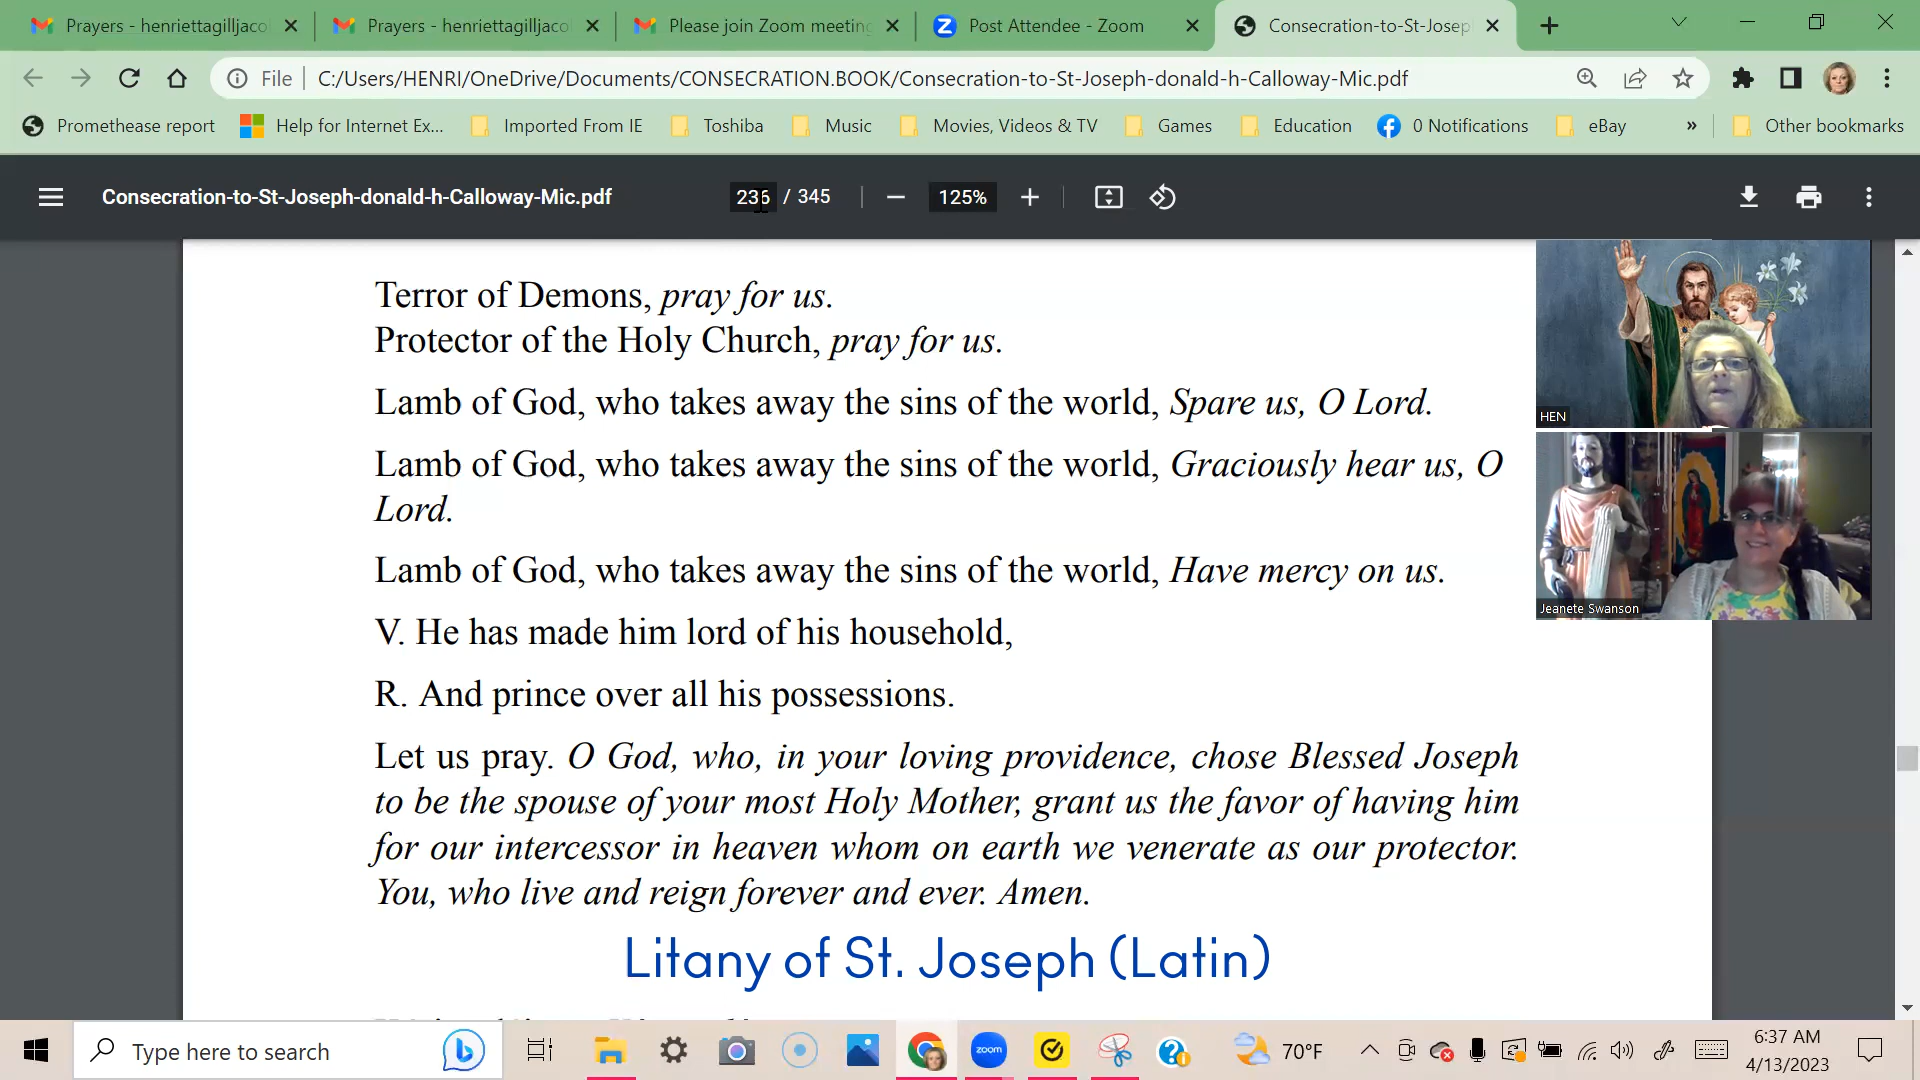 Prayers - henriettagilljaco
Prayers - henriettagilljaco
Please join Zoom meeting
Post Attendee - Zoom
Consecration-to-St-Josep
File
C:/Users/HENRI/OneDrive/Documents/CONSECRATION.BOOK/Consecration-to-St-Joseph-donald-h-Calloway-Mic.pdf
Promethease report
Help for Internet Ex...
Imported From IE
Toshiba
Music
Movies, Videos & TV
Games
Education
0 Notifications
eBay
»
Other bookmarks
Consecration-to-St-Joseph-donald-h-Calloway-Mic.pdf
236 / 345
125%
Terror of Demons, pray for us.
Protector of the Holy Church, pray for us.
Lamb of God, who takes away the sins of the world, Spare us, O Lord.
Lamb of God, who takes away the sins of the world, Graciously hear us, O
Lord.
Lamb of God, who takes away the sins of the world, Have mercy on us.
V. He has made him lord of his household,
R. And prince over all his possessions.
Let us pray. O God, who, in your loving providence, chose Blessed Joseph
to be the spouse of your most Holy Mother, grant us the favor of having him
for our intercessor in heaven whom on earth we venerate as our protector.
You, who live and reign forever and ever. Amen.
Litany of St. Joseph (Latin)
HEN
Jeanete Swanson
Type here to search
zoom
70°F
6:37 AM
4/13/2023